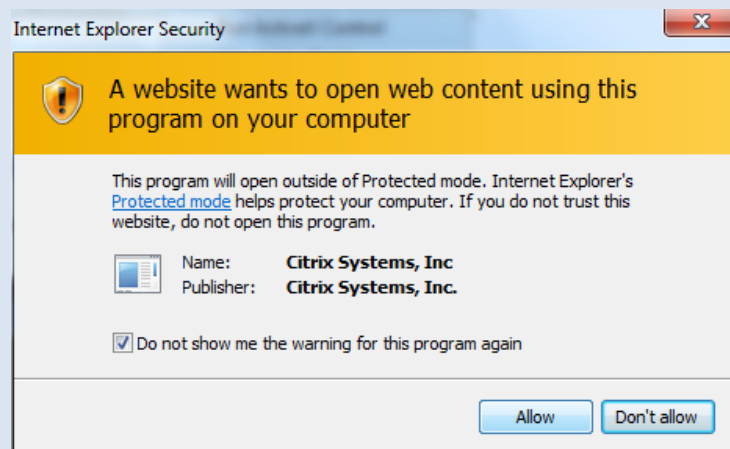 Internet Explorer Security
A website wants to open web content using this
program on your computer
This program will open outside of Protected mode. Internet Explorer's
Protected mode helps protect your computer. If you do not trust this
website, do not open this program.
Name: Citrix Systems, Inc
Publisher: Citrix Systems, Inc.
Do not show me the warning for this program again
Allow Don't allow